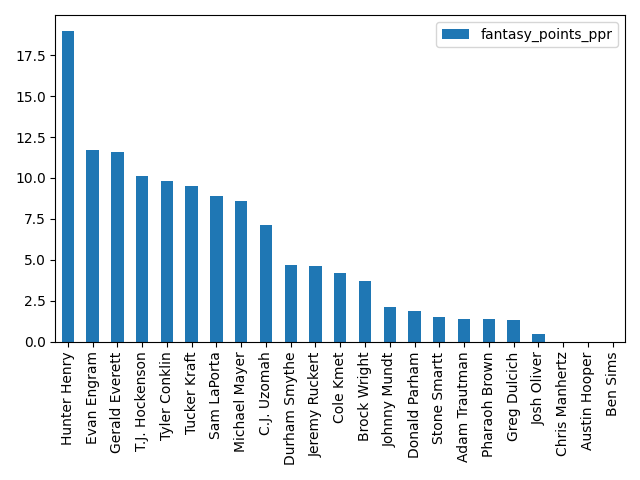 fantasy_points_ppr
17.5
15.0
12.5
10.0
7.5
5.0
2.5
0.0
Hunter Henry
Evan Engram
Gerald Everett
T.J. Hockenson
Tyler Conklin
Tucker Kraft
Sam LaPorta
Michael Mayer
C.J. Uzomah
Durham Smythe
Jeremy Ruckert
Cole Kmet
Brock Wright
Johnny Mundt
Donald Parham
Stone Smartt
Adam Trautman
Pharaoh Brown
Greg Dulcich
Josh Oliver
Chris Manhertz
Austin Hooper
Ben Sims